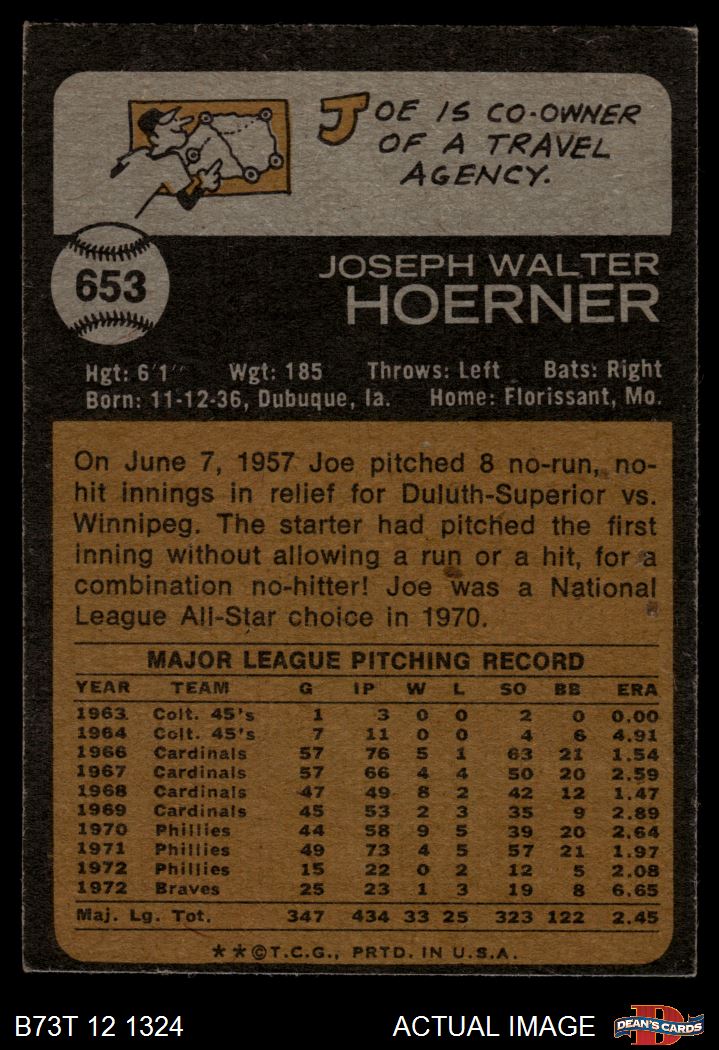 JOE IS CO-OWNER
OF A TRAVEL
AGENCY.
653
JOSEPH WALTER
HOERNER
Hgt: 6'1" Wgt: 185 Throws: Left Bats: Right
Born: 11-12-36, Dubuque, Ia. Home: Florissant, Mo.
On June 7, 1957 Joe pitched 8 no-run, no-
hit innings in relief for Duluth-Superior vs.
Winnipeg. The starter had pitched the first
inning without allowing a run or a hit, for a
combination no-hitter! Joe was a National
League All-Star choice in 1970.
MAJOR LEAGUE PITCHING RECORD
YEAR TEAM G IP W L SO BB ERA
1963 Colt. 45's 1 3 0 0 2 0 0.00
1964 Colt. 45's 7 11 0 0 4 6 4.91
1966 Cardinals 57 76 5 1 63 21 1.54
1967 Cardinals 57 66 4 4 50 20 2.59
1968 Cardinals 47 49 8 2 42 12 1.47
1969 Cardinals 45 53 2 3 35 9 2.89
1970 Phillies 44 58 9 5 39 20 2.64
1971 Phillies 49 73 4 5 57 21 1.97
1972 Phillies 15 22 0 2 12 5 2.08
1972 Braves 25 23 1 3 19 8 6.65
Maj. Lg. Tot. 347 434 33 25 323 122 2.45
**©T.C.G., PRTD. IN U.S.A.
B73T 12 1324 ACTUAL IMAGE DEAN'S CARDS